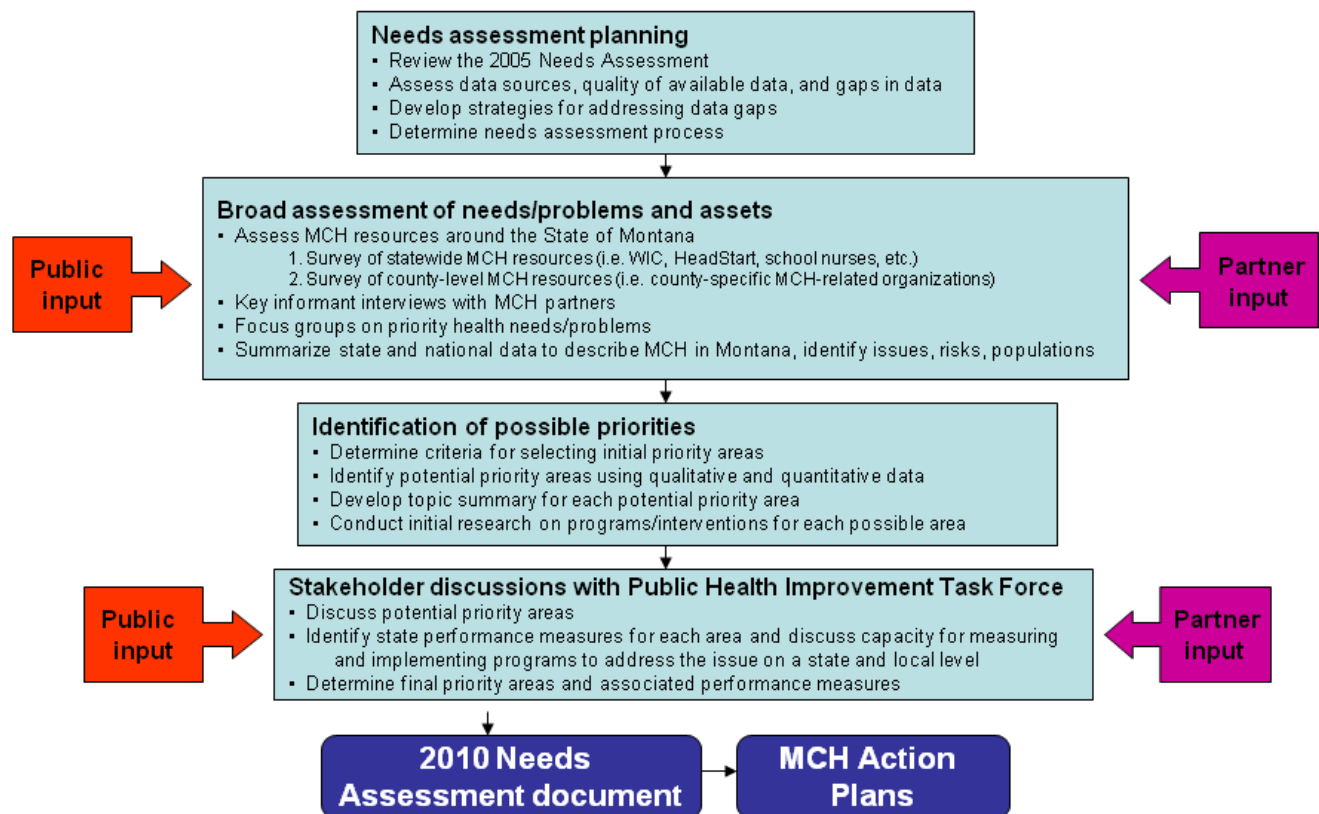 Needs assessment planning
▪ Review the 2005 Needs Assessment
▪ Assess data sources, quality of available data, and gaps in data
▪ Develop strategies for addressing data gaps
▪ Determine needs assessment process
Broad assessment of needs/problems and assets
▪ Assess MCH resources around the State of Montana
1. Survey of statewide MCH resources (i.e. WIC, HeadStart, school nurses, etc.)
2. Survey of county-level MCH resources (i.e. county-specific MCH-related organizations)
▪ Key informant interviews with MCH partners
▪ Focus groups on priority health needs/problems
▪ Summarize state and national data to describe MCH in Montana, identify issues, risks, populations
Public
input
Partner
input
Identification of possible priorities
▪ Determine criteria for selecting initial priority areas
▪ Identify potential priority areas using qualitative and quantitative data
▪ Develop topic summary for each potential priority area
▪ Conduct initial research on programs/interventions for each possible area
Stakeholder discussions with Public Health Improvement Task Force
▪ Discuss potential priority areas
▪ Identify state performance measures for each area and discuss capacity for measuring
and implementing programs to address the issue on a state and local level
▪ Determine final priority areas and associated performance measures
Public
input
Partner
input
2010 Needs
Assessment document
MCH Action
Plans